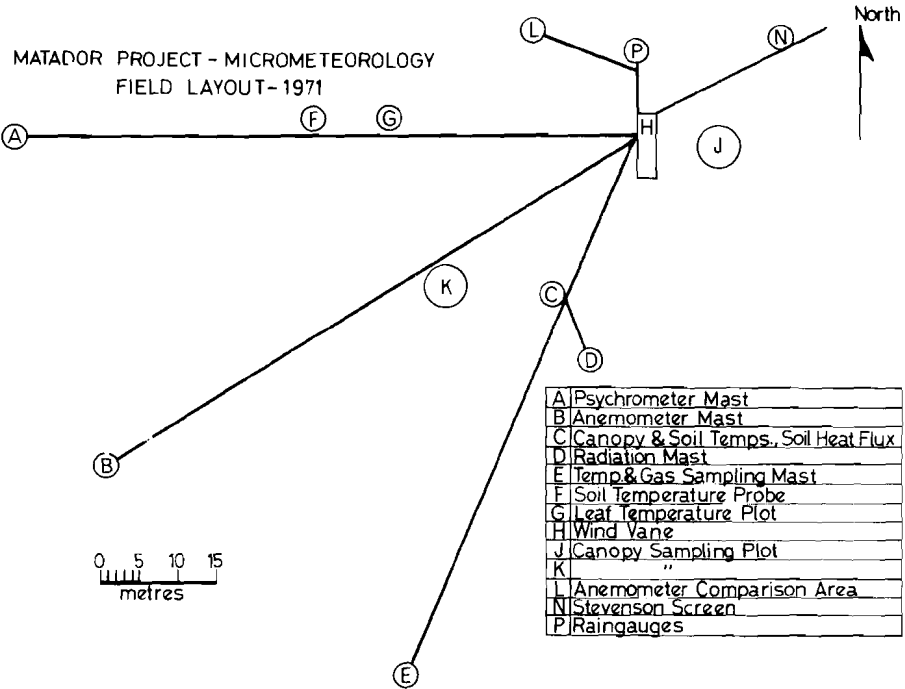 North
MATADOR PROJECT - MICROMETEOROLOGY
FIELD LAYOUT - 1971
L
P
N
A
F
G
H
J
K
C
D
B
E
0 5 10 15
metres
A Psychrometer Mast
B Anemometer Mast
C Canopy & Soil Temps., Soil Heat Flux
D Radiation Mast
E Temp. & Gas Sampling Mast
F Soil Temperature Probe
G Leaf Temperature Plot
H Wind Vane
J Canopy Sampling Plot
K "
L Anemometer Comparison Area
N Stevenson Screen
P Raingauges